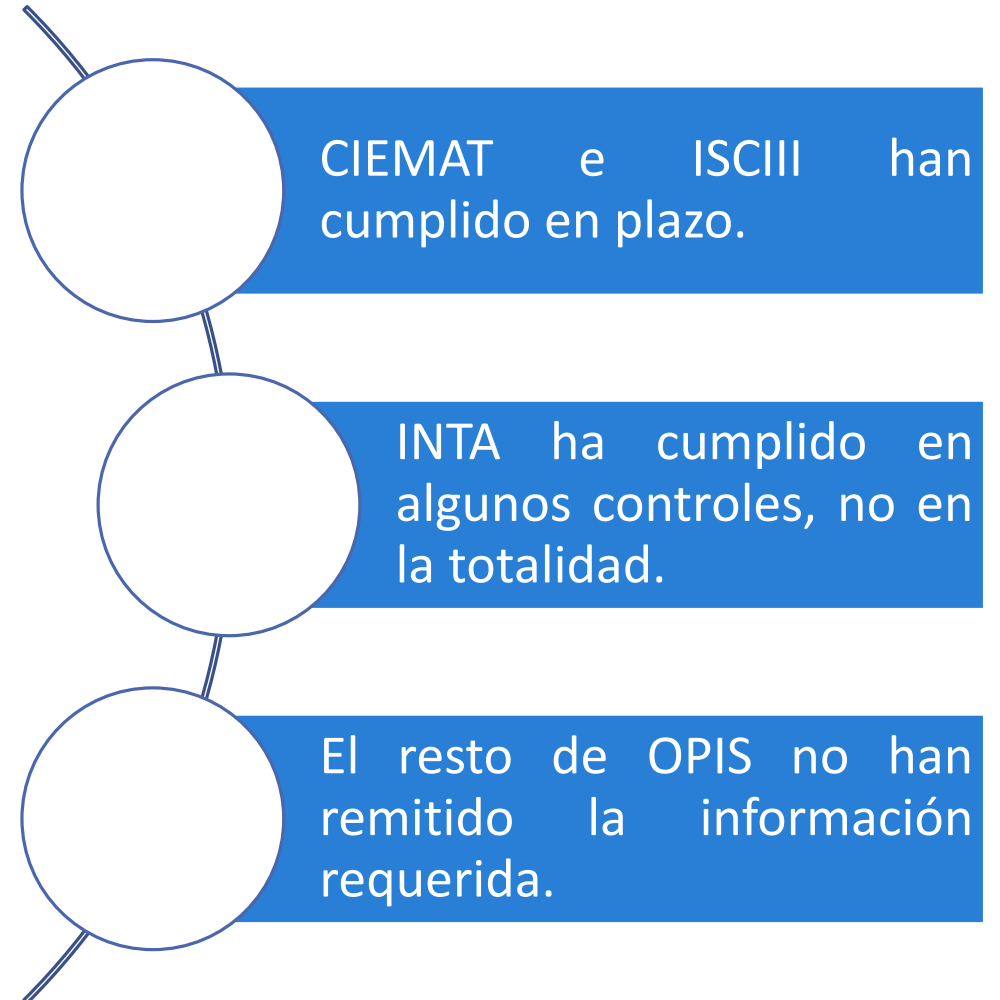 CIEMAT e ISCIII han
cumplido en plazo.
INTA ha cumplido en
algunos controles, no en
la totalidad.
El resto de OPIS no han
remitido la información
requerida.